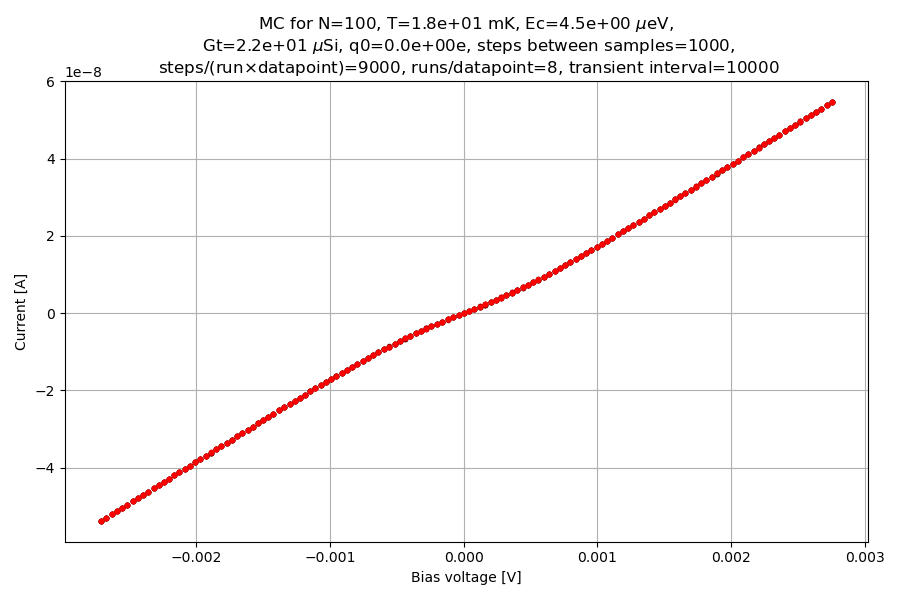 MC for N=100, T=1.8e+01 mK, Ec=4.5e+00 μeV,
Gt=2.2e+01 μSi, q0=0.0e+00e, steps between samples=1000,
steps/(run×datapoint)=9000, runs/datapoint=8, transient interval=10000
1e−8
6
4
2
0
−2
−4
Current [A]
−0.002
−0.001
0.000
0.001
0.002
0.003
Bias voltage [V]